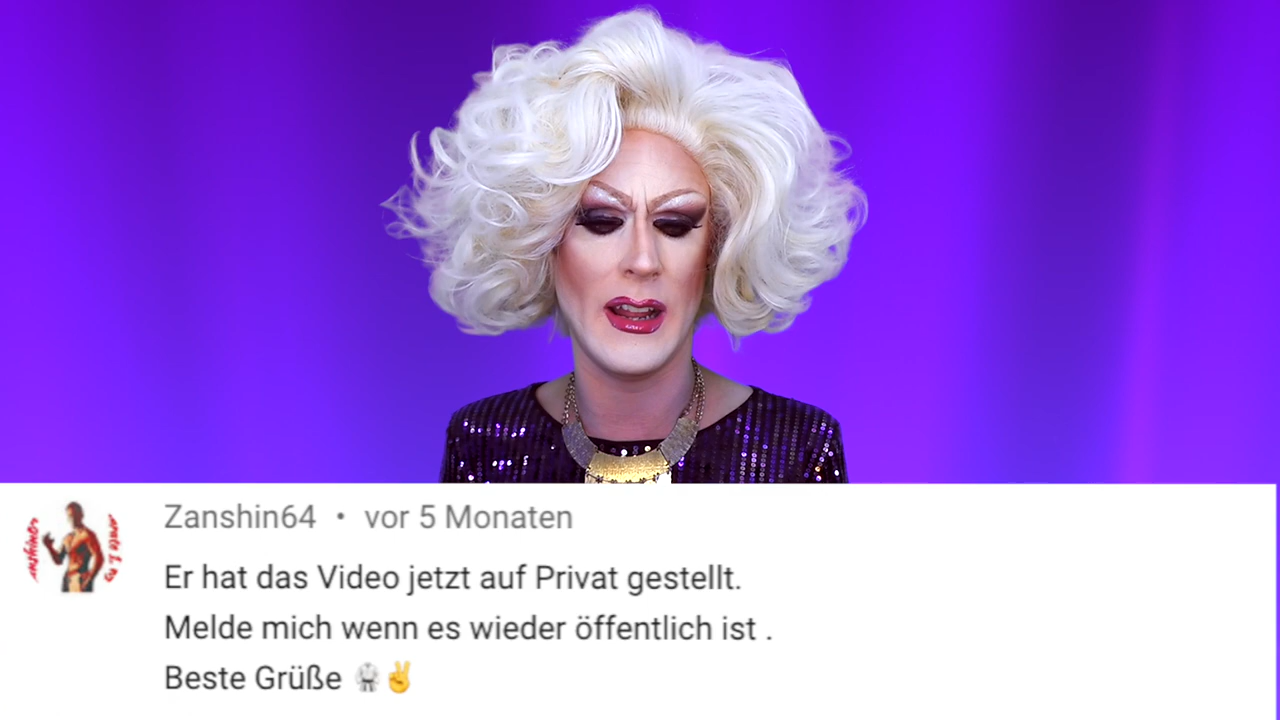 Zanshin64 • vor 5 Monaten
Er hat das Video jetzt auf Privat gestellt.
Melde mich wenn es wieder öffentlich ist .
Beste Grüße 🥋✌️